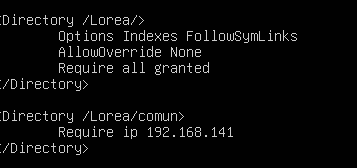 <Directory /Lorea/>
Options Indexes FollowSymLinks
AllowOverride None
Require all granted
</Directory>
<Directory /Lorea/comun>
Require ip 192.168.141
</Directory>